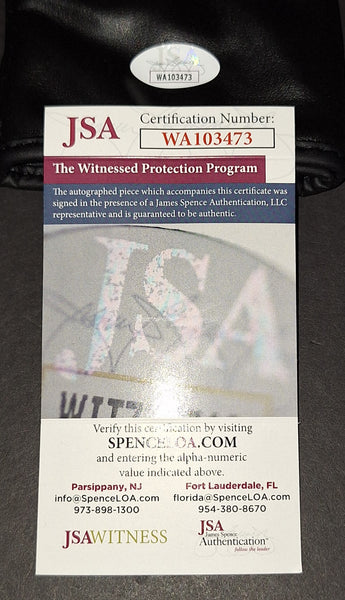 JSA
WA103473
JSA
Certification Number:
WA103473
The Witnessed Protection Program
The autographed piece which accompanies this certificate was
signed in the presence of a James Spence Authentication, LLC
representative and is guaranteed to be authentic.
JSA
Verify this certification by visiting
SPENCELOA.COM
and entering the alpha-numeric
value indicated above.
Parsippany, NJ
info@SpenceLOA.com
973-898-1300
Fort Lauderdale, FL
florida@SpenceLOA.com
954-380-8670
JSAWITNESS
JSA
James Spence
Authentication
follow the leader